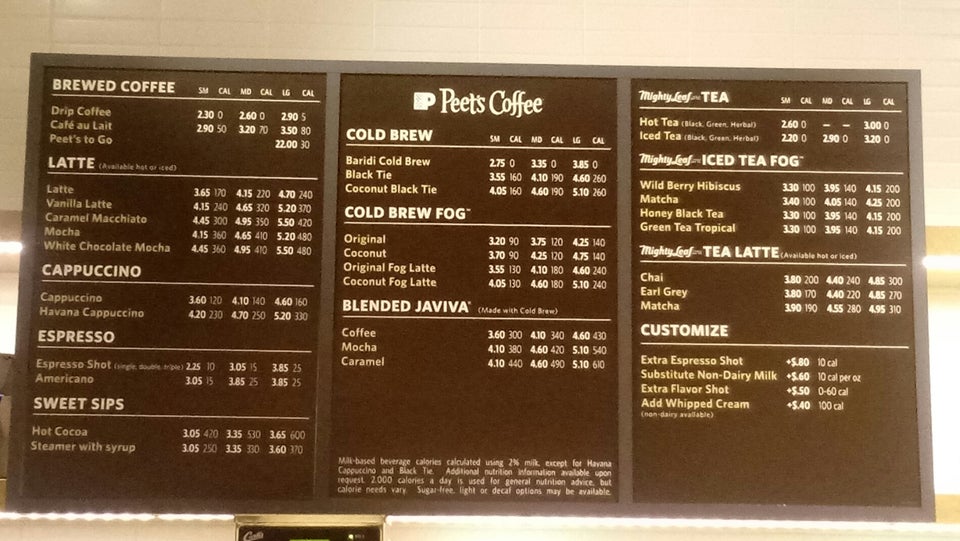 BREWED COFFEE SM CAL MD CAL LG CAL
Drip Coffee 2.30 0 2.60 0 2.90 5
Café au Lait 2.90 50 3.20 70 3.50 80
Peet's to Go 22.00 30
LATTE (Available hot or iced)
Latte 3.65 170 4.15 220 4.70 240
Vanilla Latte 4.15 240 4.65 320 5.20 370
Caramel Macchiato 4.45 300 4.95 350 5.50 420
Mocha 4.15 360 4.65 410 5.20 480
White Chocolate Mocha 4.45 360 4.95 410 5.50 480
CAPPUCCINO
Cappuccino 3.60 120 4.10 140 4.60 160
Havana Cappuccino 4.20 230 4.70 250 5.20 330
ESPRESSO
Espresso Shot (single, double, triple) 2.25 10 3.05 15 3.85 25
Americano 3.05 15 3.85 25 3.85 25
SWEET SIPS
Hot Cocoa 3.05 420 3.35 530 3.65 600
Steamer with syrup 3.05 250 3.35 330 3.60 370
Peet's Coffee
COLD BREW SM CAL MD CAL LG CAL
Baridi Cold Brew 2.75 0 3.35 0 3.85 0
Black Tie 3.55 160 4.10 190 4.60 260
Coconut Black Tie 4.05 160 4.60 190 5.10 260
COLD BREW FOG™
Original 3.20 90 3.75 120 4.25 140
Coconut 3.70 90 4.25 120 4.75 140
Original Fog Latte 3.55 130 4.10 180 4.60 240
Coconut Fog Latte 4.05 130 4.60 180 5.10 240
BLENDED JAVIVA® (Made with Cold Brew)
Coffee 3.60 300 4.10 340 4.60 430
Mocha 4.10 380 4.60 420 5.10 540
Caramel 4.10 440 4.60 490 5.10 610
Milk-based beverage calories calculated using 2% milk, except for Havana
Cappuccino and Black Tie. Additional nutrition information available upon
request. 2,000 calories a day is used for general nutrition advice, but
calorie needs vary. Sugar-free, light or decaf options may be available.
Mighty Leaf TEA SM CAL MD CAL LG CAL
Hot Tea (Black, Green, Herbal) 2.60 0 — — 3.00 0
Iced Tea (Black, Green, Herbal) 2.20 0 2.90 0 3.20 0
Mighty Leaf ICED TEA FOG™
Wild Berry Hibiscus 3.30 100 3.95 140 4.15 200
Matcha 3.40 100 4.05 140 4.25 200
Honey Black Tea 3.30 100 3.95 140 4.15 200
Green Tea Tropical 3.30 100 3.95 140 4.15 200
Mighty Leaf TEA LATTE (Available hot or iced)
Chai 3.80 200 4.40 240 4.85 300
Earl Grey 3.80 170 4.40 220 4.85 270
Matcha 3.90 190 4.55 280 4.95 310
CUSTOMIZE
Extra Espresso Shot +$.80 10 cal
Substitute Non-Dairy Milk +$.60 10 cal per oz
Extra Flavor Shot +$.50 0-60 cal
Add Whipped Cream +$.40 100 cal
(non-dairy available)
Curtis